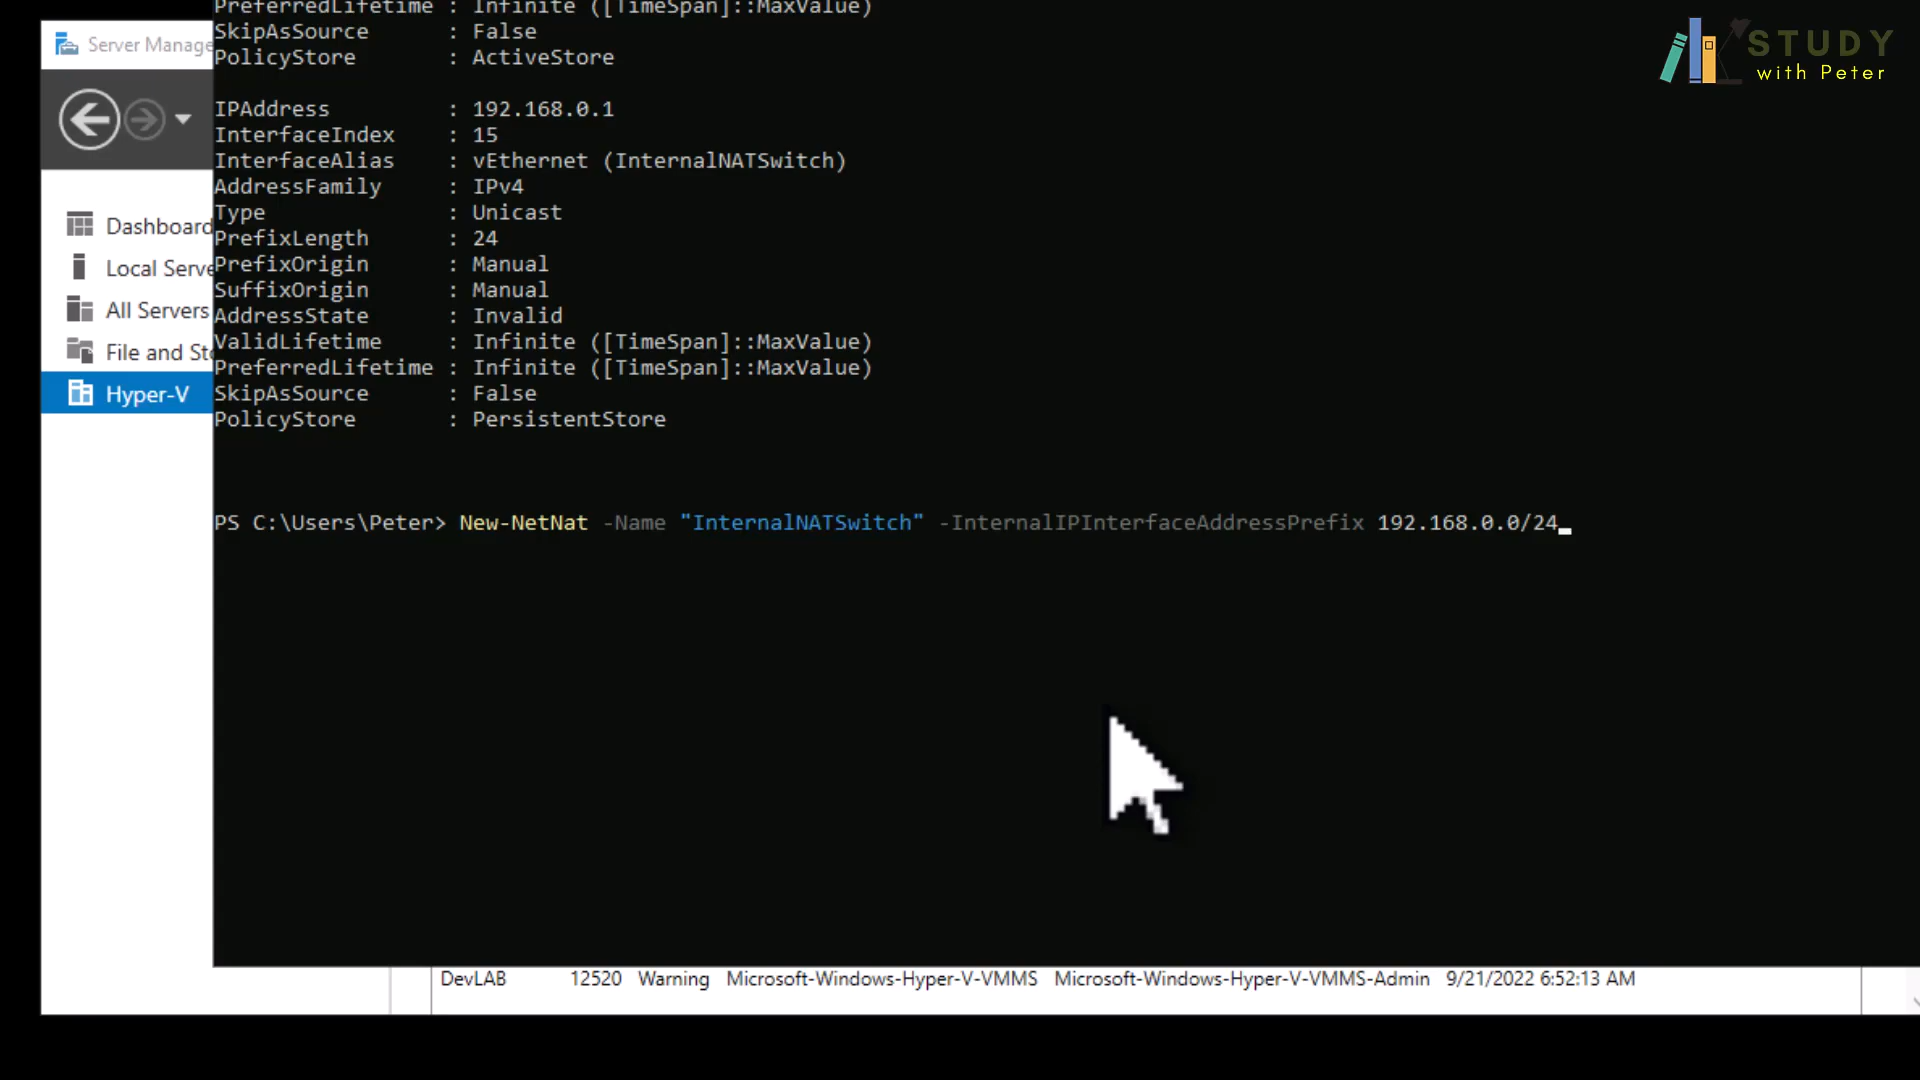 PreferredLifetime : Infinite ([TimeSpan]::MaxValue)
SkipAsSource : False
PolicyStore : ActiveStore
IPAddress : 192.168.0.1
InterfaceIndex : 15
InterfaceAlias : vEthernet (InternalNATSwitch)
AddressFamily : IPv4
Type : Unicast
PrefixLength : 24
PrefixOrigin : Manual
SuffixOrigin : Manual
AddressState : Invalid
ValidLifetime : Infinite ([TimeSpan]::MaxValue)
PreferredLifetime : Infinite ([TimeSpan]::MaxValue)
SkipAsSource : False
PolicyStore : PersistentStore
PS C:\Users\Peter> New-NetNat -Name "InternalNATSwitch" -InternalIPInterfaceAddressPrefix 192.168.0.0/24
Server Manage
Dashboard
Local Serve
All Servers
File and Sto
Hyper-V
DevLAB 12520 Warning Microsoft-Windows-Hyper-V-VMMS Microsoft-Windows-Hyper-V-VMMS-Admin 9/21/2022 6:52:13 AM
STUDY
with Peter